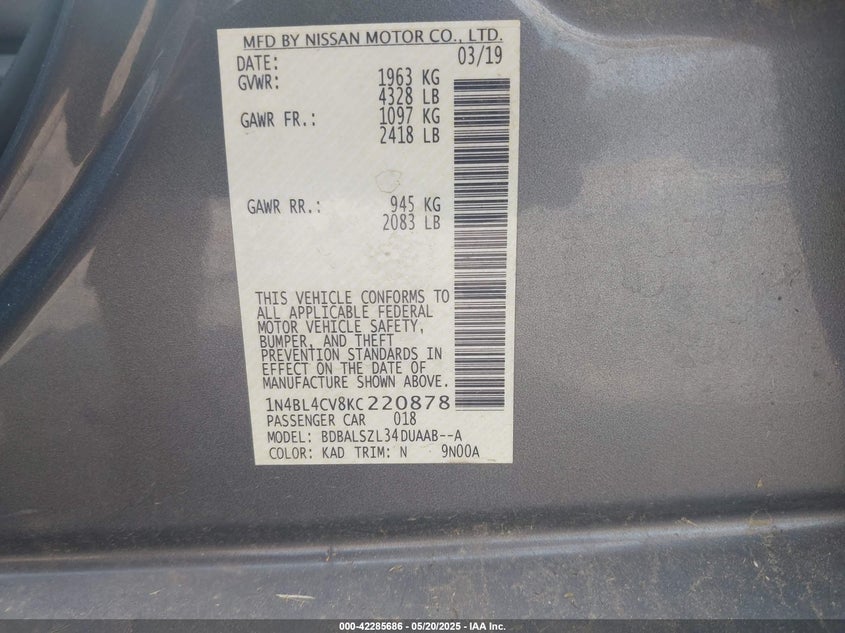 MFD BY NISSAN MOTOR CO., LTD.
DATE: 03/19
GVWR: 1963 KG
4328 LB
GAWR FR.: 1097 KG
2418 LB
GAWR RR.: 945 KG
2083 LB
THIS VEHICLE CONFORMS TO
ALL APPLICABLE FEDERAL
MOTOR VEHICLE SAFETY,
BUMPER, AND THEFT
PREVENTION STANDARDS IN
EFFECT ON THE DATE OF
MANUFACTURE SHOWN ABOVE.
1N4BL4CV8KC220878
PASSENGER CAR 018
MODEL: BDBALSZL34DUAAB--A
COLOR: KAD TRIM: N 9N00A
000-42285686 - 05/20/2025 - IAA Inc.